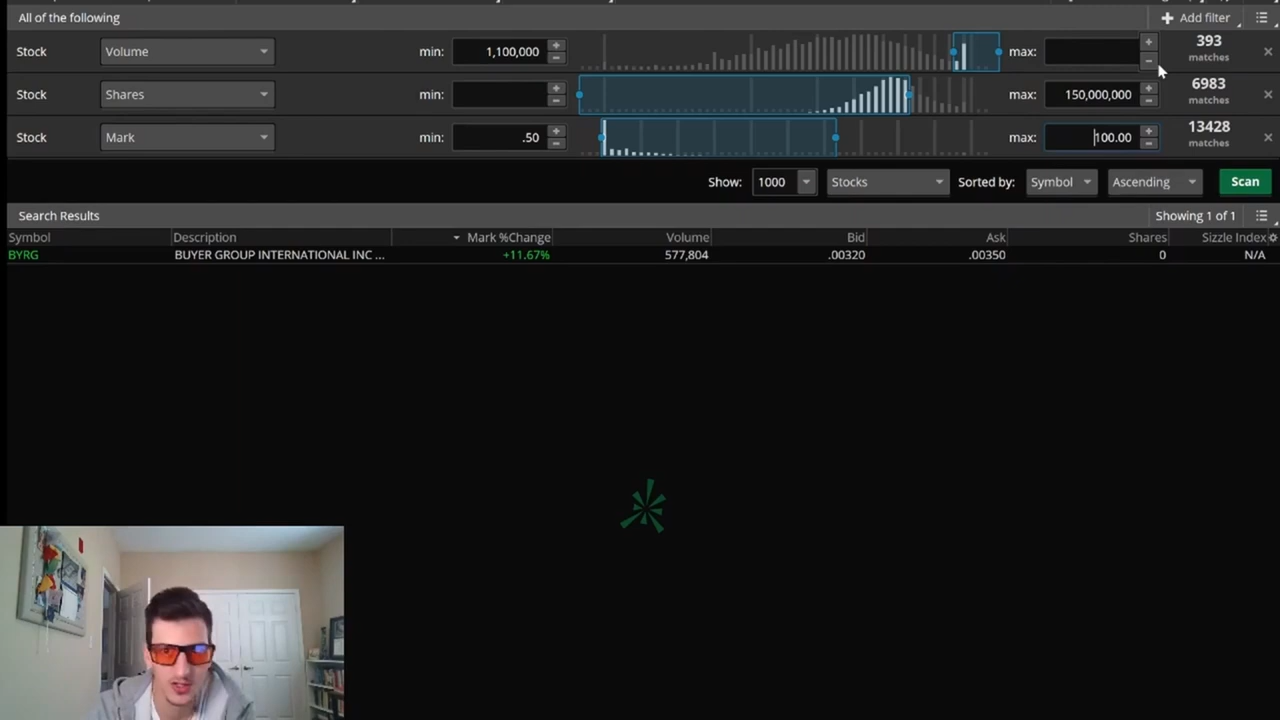 All of the following
Add filter
Stock Volume min: 1,100,000 max: 393 matches
Stock Shares min: max: 150,000,000 6983 matches
Stock Mark min: .50 max: 100.00 13428 matches
Show: 1000 Stocks Sorted by: Symbol Ascending Scan
Search Results Showing 1 of 1
Symbol Description Mark %Change Volume Bid Ask Shares Sizzle Index
BYRG BUYER GROUP INTERNATIONAL INC ... +11.67% 577,804 .00320 .00350 0 N/A